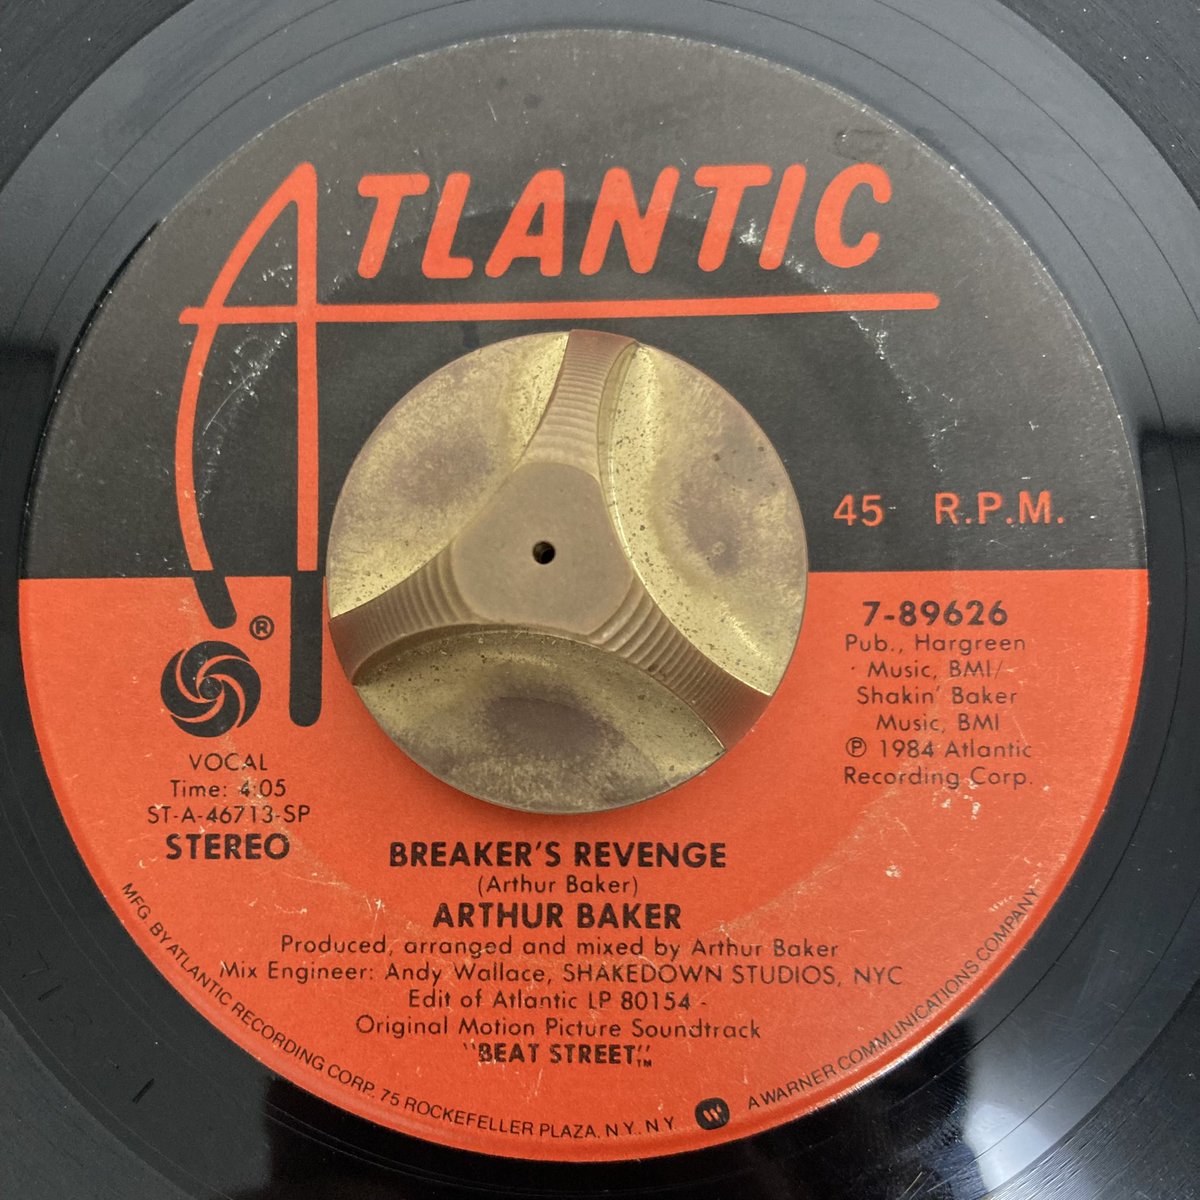 ATLANTIC
45 R.P.M.
7-89626
Pub., Hargreen
Music, BMI/
Shakin' Baker
Music, BMI
℗ 1984 Atlantic
Recording Corp.
®
VOCAL
Time: 4:05
ST-A-46713-SP
STEREO
BREAKER'S REVENGE
(Arthur Baker)
ARTHUR BAKER
Produced, arranged and mixed by Arthur Baker
Mix Engineer: Andy Wallace, SHAKEDOWN STUDIOS, NYC
Edit of Atlantic LP 80154 -
Original Motion Picture Soundtrack
"BEAT STREET"™
MFG. BY ATLANTIC RECORDING CORP. 75 ROCKEFELLER PLAZA, N.Y. N.Y. W A WARNER COMMUNICATIONS COMPANY